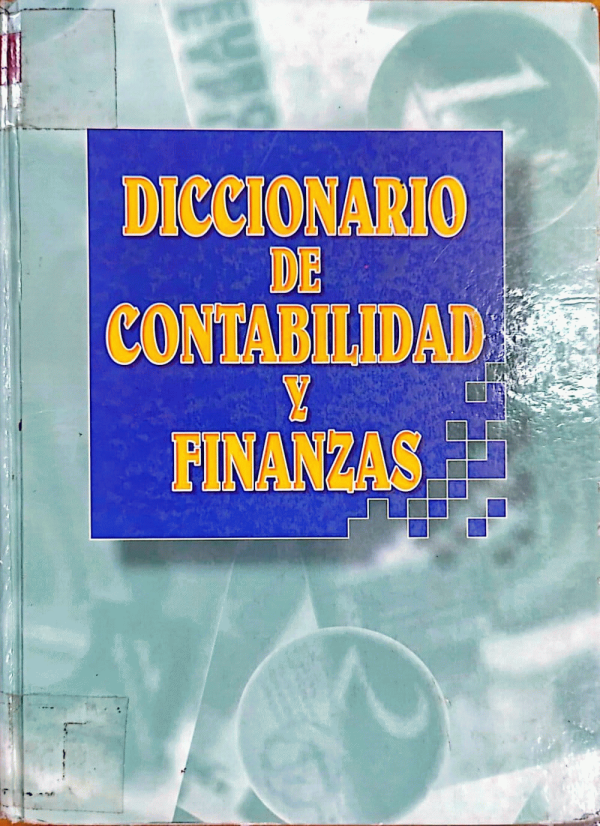 DICCIONARIO
DE
CONTABILIDAD
Y
FINANZAS